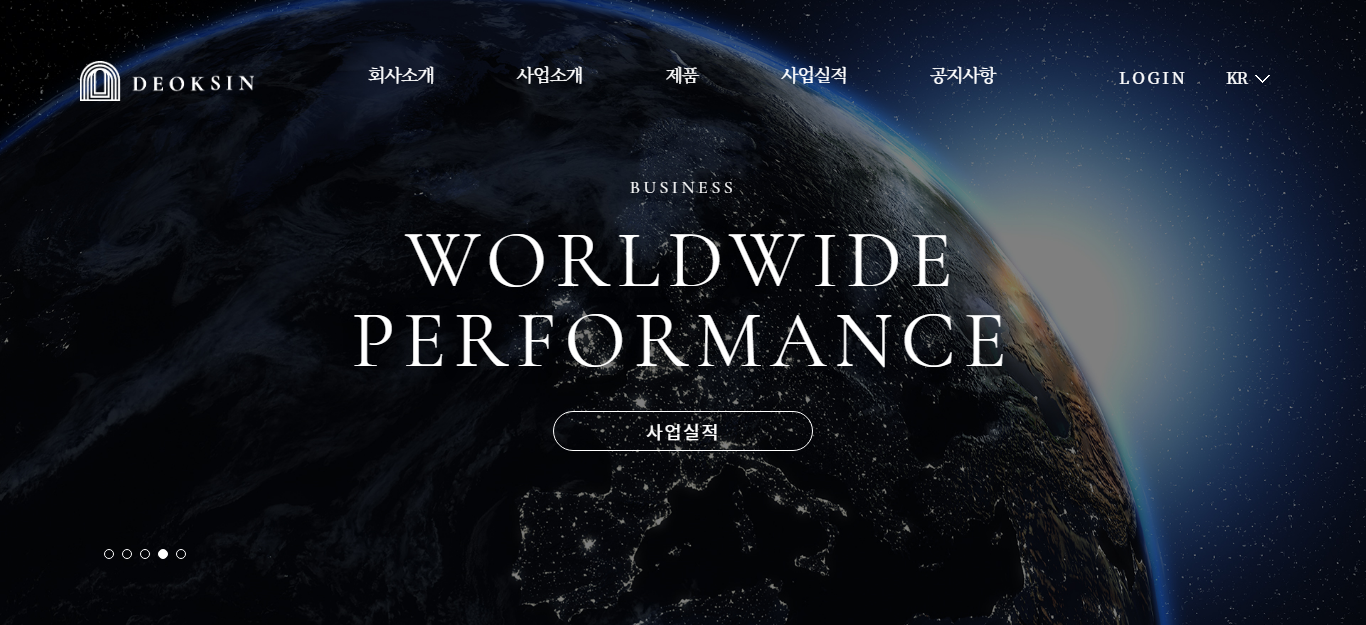 DEOKSIN
회사소개
사업소개
제품
사업실적
공지사항
LOGIN
KR
BUSINESS
WORLDWIDE
PERFORMANCE
사업실적